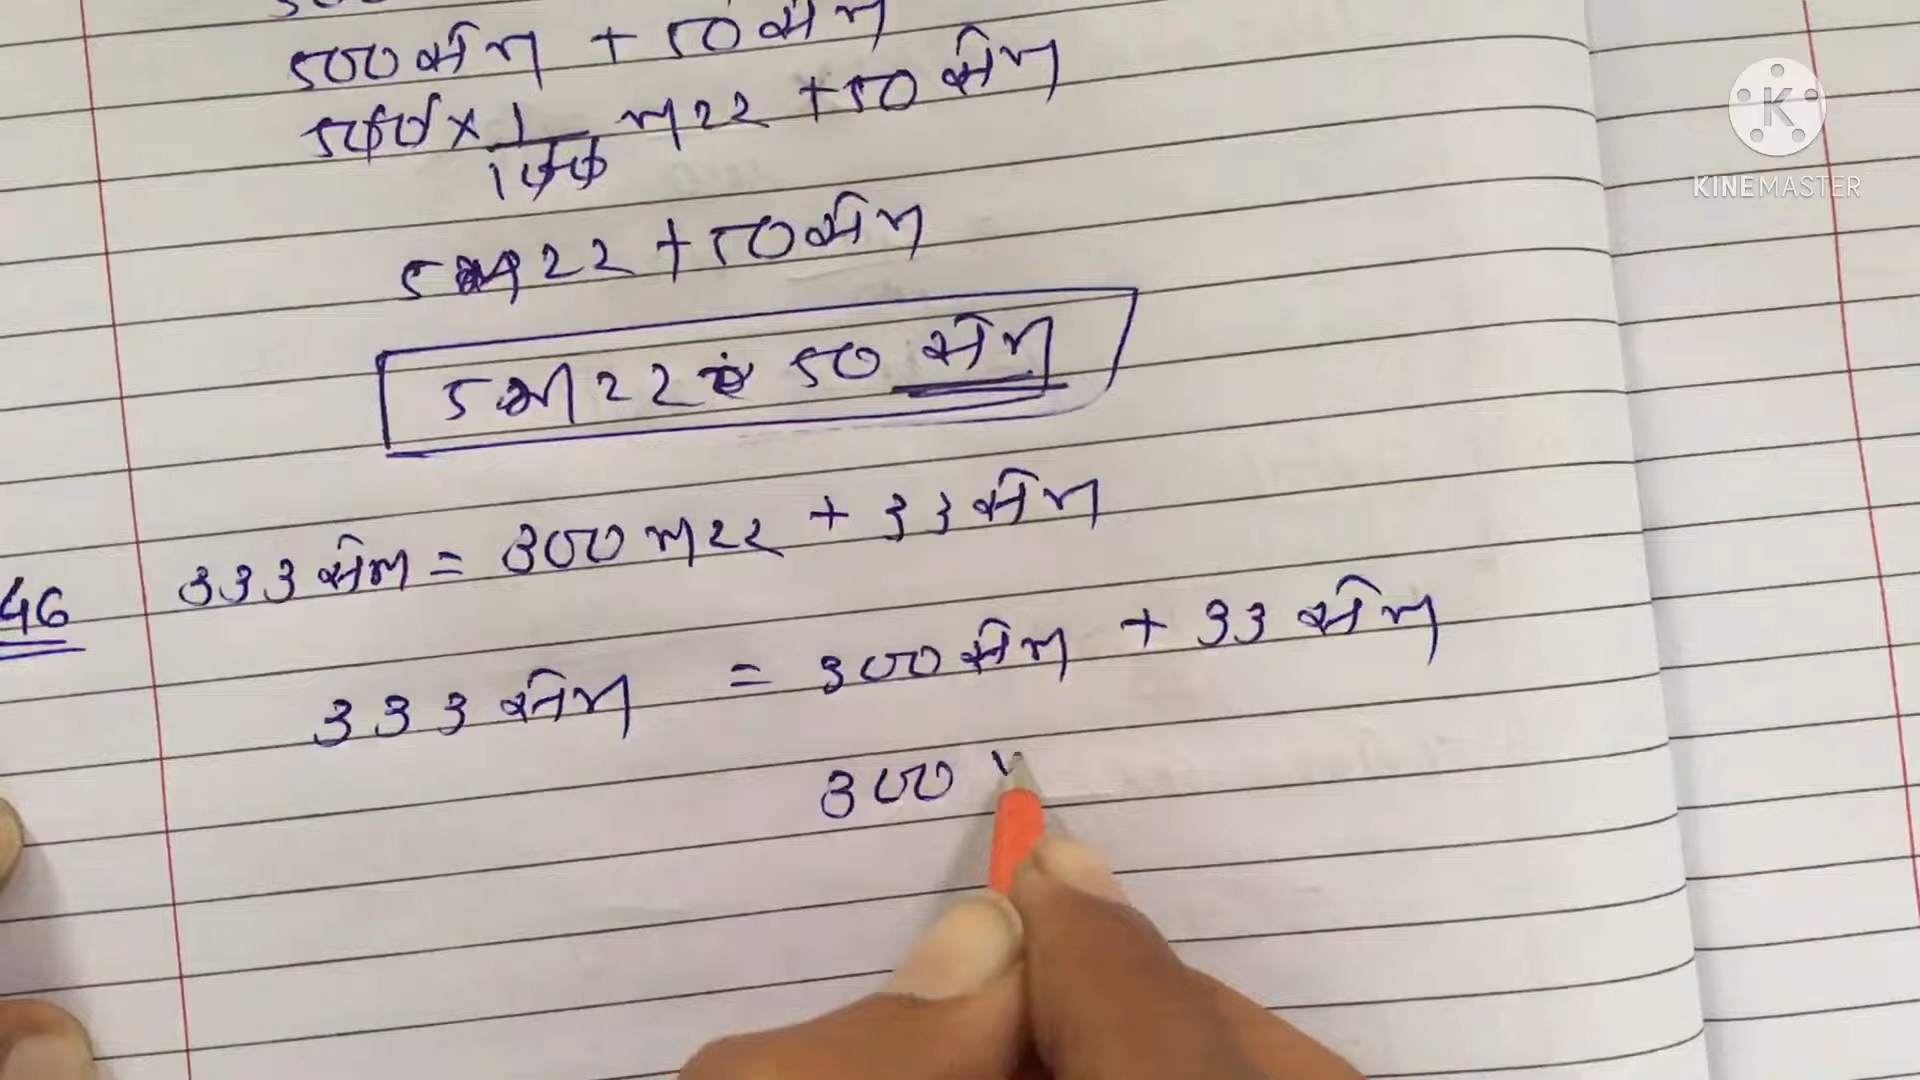 500 सेम + 50 सेम
500 × 1/100 मीटर + 50 सेम
5 मीटर + 50 सेम
5 मीटर 50 सेम
333 सेम = 300 मीटर + 33 सेम
46
333 सेम = 300 सेम + 33 सेम
300
KINEMASTER